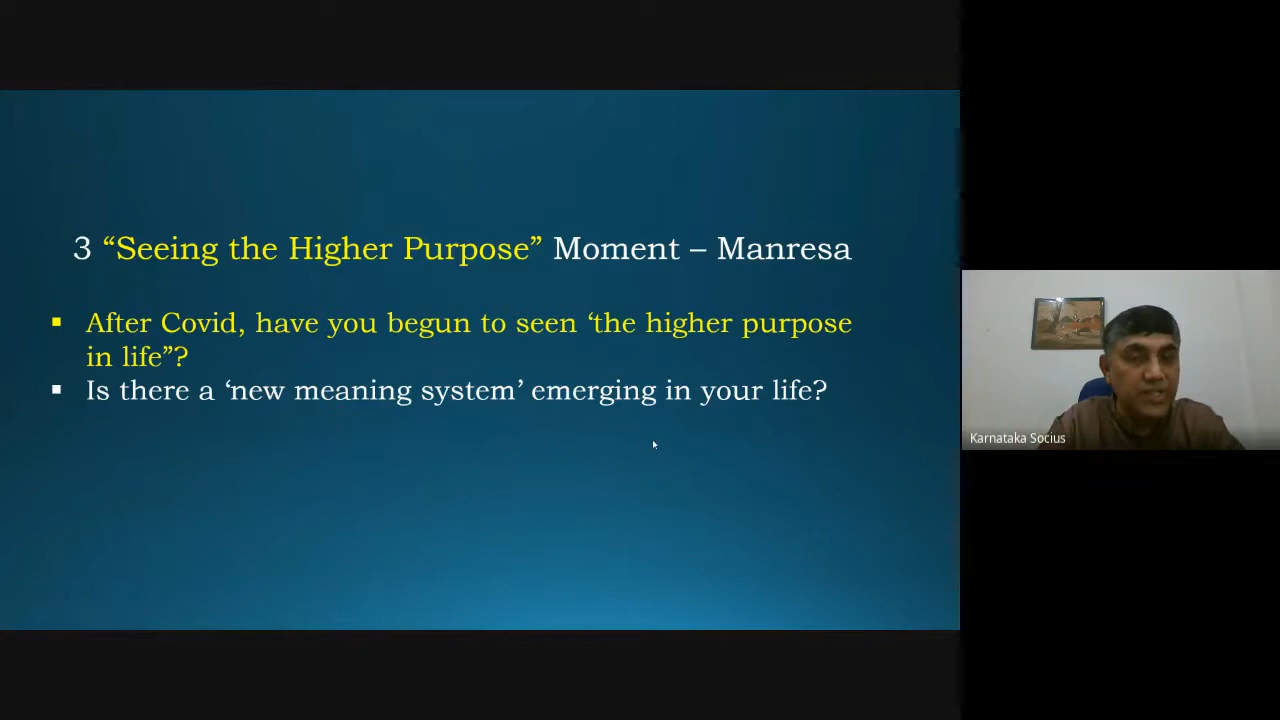 3 “Seeing the Higher Purpose” Moment – Manresa
▪ After Covid, have you begun to seen ‘the higher purpose
in life”?
▪ Is there a ‘new meaning system’ emerging in your life?
Karnataka Socius